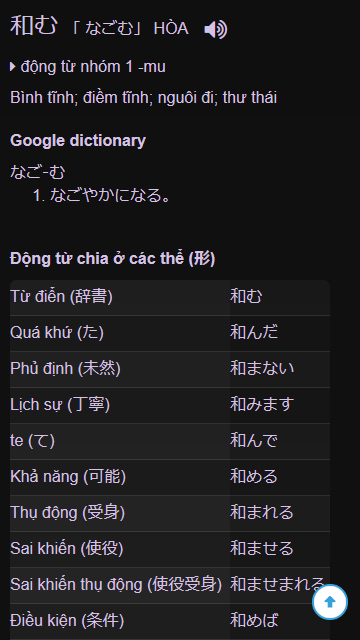 和む 「 なごむ」 HÒA
động từ nhóm 1 -mu
Bình tĩnh; điềm tĩnh; nguôi đi; thư thái
Google dictionary
なご-む
1. なごやかになる。
Động từ chia ở các thể (形)
Từ điển (辞書) 和む
Quá khứ (た) 和んだ
Phủ định (未然) 和まない
Lịch sự (丁寧) 和みます
te (て) 和んで
Khả năng (可能) 和める
Thụ động (受身) 和まれる
Sai khiến (使役) 和ませる
Sai khiến thụ động (使役受身) 和ませまれる
Điều kiện (条件) 和めば